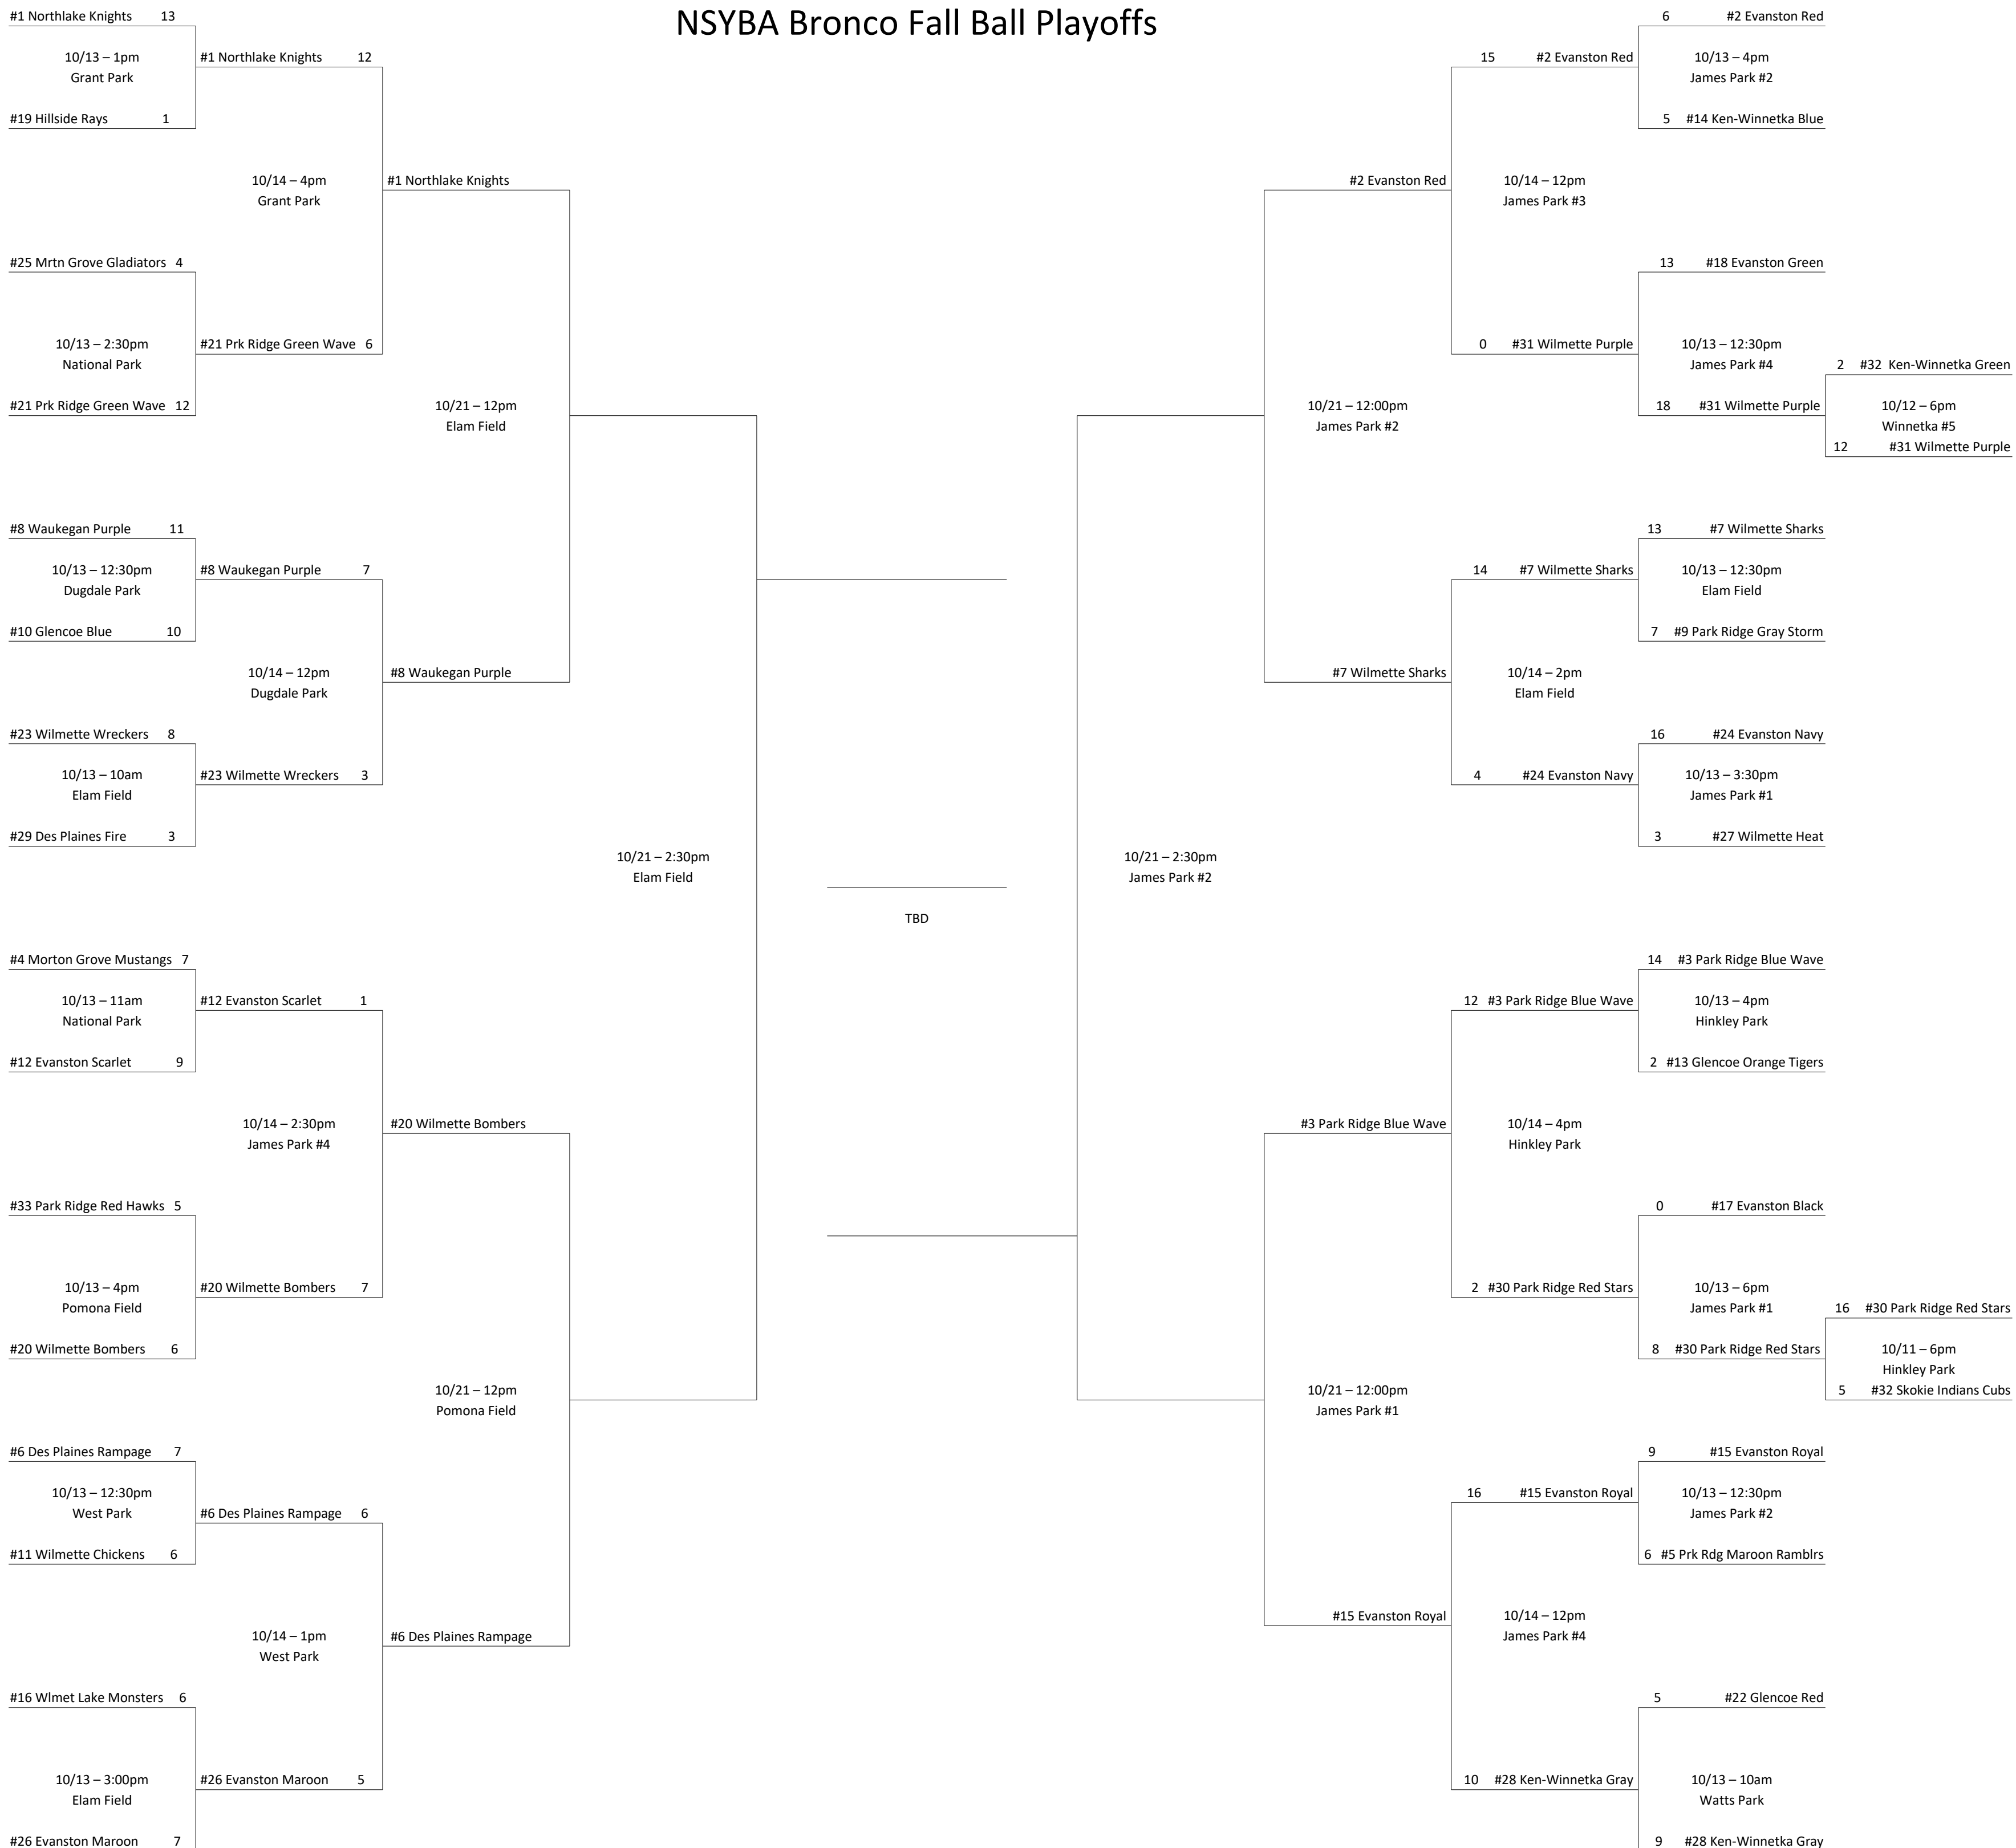 NSYBA Bronco Fall Ball Playoffs
#1 Northlake Knights 13
10/13 – 1pm
Grant Park
#19 Hillside Rays 1
#1 Northlake Knights 12
10/14 – 4pm
Grant Park
#25 Mrtn Grove Gladiators 4
10/13 – 2:30pm
National Park
#21 Prk Ridge Green Wave 12
#21 Prk Ridge Green Wave 6
#1 Northlake Knights
10/21 – 12pm
Elam Field
#8 Waukegan Purple 11
10/13 – 12:30pm
Dugdale Park
#10 Glencoe Blue 10
#8 Waukegan Purple 7
10/14 – 12pm
Dugdale Park
#23 Wilmette Wreckers 8
10/13 – 10am
Elam Field
#29 Des Plaines Fire 3
#23 Wilmette Wreckers 3
#8 Waukegan Purple
10/21 – 2:30pm
Elam Field
#4 Morton Grove Mustangs 7
10/13 – 11am
National Park
#12 Evanston Scarlet 9
#12 Evanston Scarlet 1
10/14 – 2:30pm
James Park #4
#33 Park Ridge Red Hawks 5
10/13 – 4pm
Pomona Field
#20 Wilmette Bombers 6
#20 Wilmette Bombers 7
#20 Wilmette Bombers
10/21 – 12pm
Pomona Field
#6 Des Plaines Rampage 7
10/13 – 12:30pm
West Park
#11 Wilmette Chickens 6
#6 Des Plaines Rampage 6
10/14 – 1pm
West Park
#16 Wlmet Lake Monsters 6
10/13 – 3:00pm
Elam Field
#26 Evanston Maroon 7
#26 Evanston Maroon 5
#6 Des Plaines Rampage
TBD
10/21 – 2:30pm
James Park #2
6 #2 Evanston Red
10/13 – 4pm
James Park #2
5 #14 Ken-Winnetka Blue
15 #2 Evanston Red
10/14 – 12pm
James Park #3
13 #18 Evanston Green
10/13 – 12:30pm
James Park #4
18 #31 Wilmette Purple
2 #32 Ken-Winnetka Green
10/12 – 6pm
Winnetka #5
12 #31 Wilmette Purple
0 #31 Wilmette Purple
#2 Evanston Red
10/21 – 12:00pm
James Park #2
13 #7 Wilmette Sharks
10/13 – 12:30pm
Elam Field
7 #9 Park Ridge Gray Storm
14 #7 Wilmette Sharks
10/14 – 2pm
Elam Field
16 #24 Evanston Navy
10/13 – 3:30pm
James Park #1
3 #27 Wilmette Heat
4 #24 Evanston Navy
#7 Wilmette Sharks
14 #3 Park Ridge Blue Wave
10/13 – 4pm
Hinkley Park
2 #13 Glencoe Orange Tigers
12 #3 Park Ridge Blue Wave
10/14 – 4pm
Hinkley Park
0 #17 Evanston Black
10/13 – 6pm
James Park #1
8 #30 Park Ridge Red Stars
16 #30 Park Ridge Red Stars
10/11 – 6pm
Hinkley Park
5 #32 Skokie Indians Cubs
2 #30 Park Ridge Red Stars
#3 Park Ridge Blue Wave
10/21 – 12:00pm
James Park #1
9 #15 Evanston Royal
10/13 – 12:30pm
James Park #2
6 #5 Prk Rdg Maroon Ramblrs
16 #15 Evanston Royal
10/14 – 12pm
James Park #4
5 #22 Glencoe Red
10/13 – 10am
Watts Park
9 #28 Ken-Winnetka Gray
10 #28 Ken-Winnetka Gray
#15 Evanston Royal